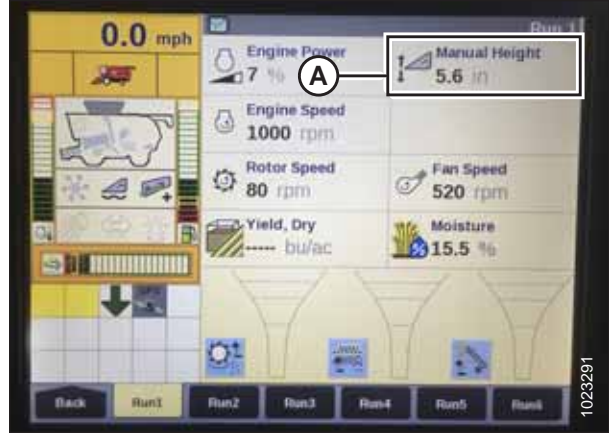 0.0 mph
Run 1
Engine Power
7 %
A
Manual Height
5.6 in
Engine Speed
1000 rpm
Rotor Speed
80 rpm
Fan Speed
520 rpm
Yield, Dry
----- bu/ac
Moisture
15.5 %
Back
Run1
Run2
Run3
Run4
Run5
Run6
1023291